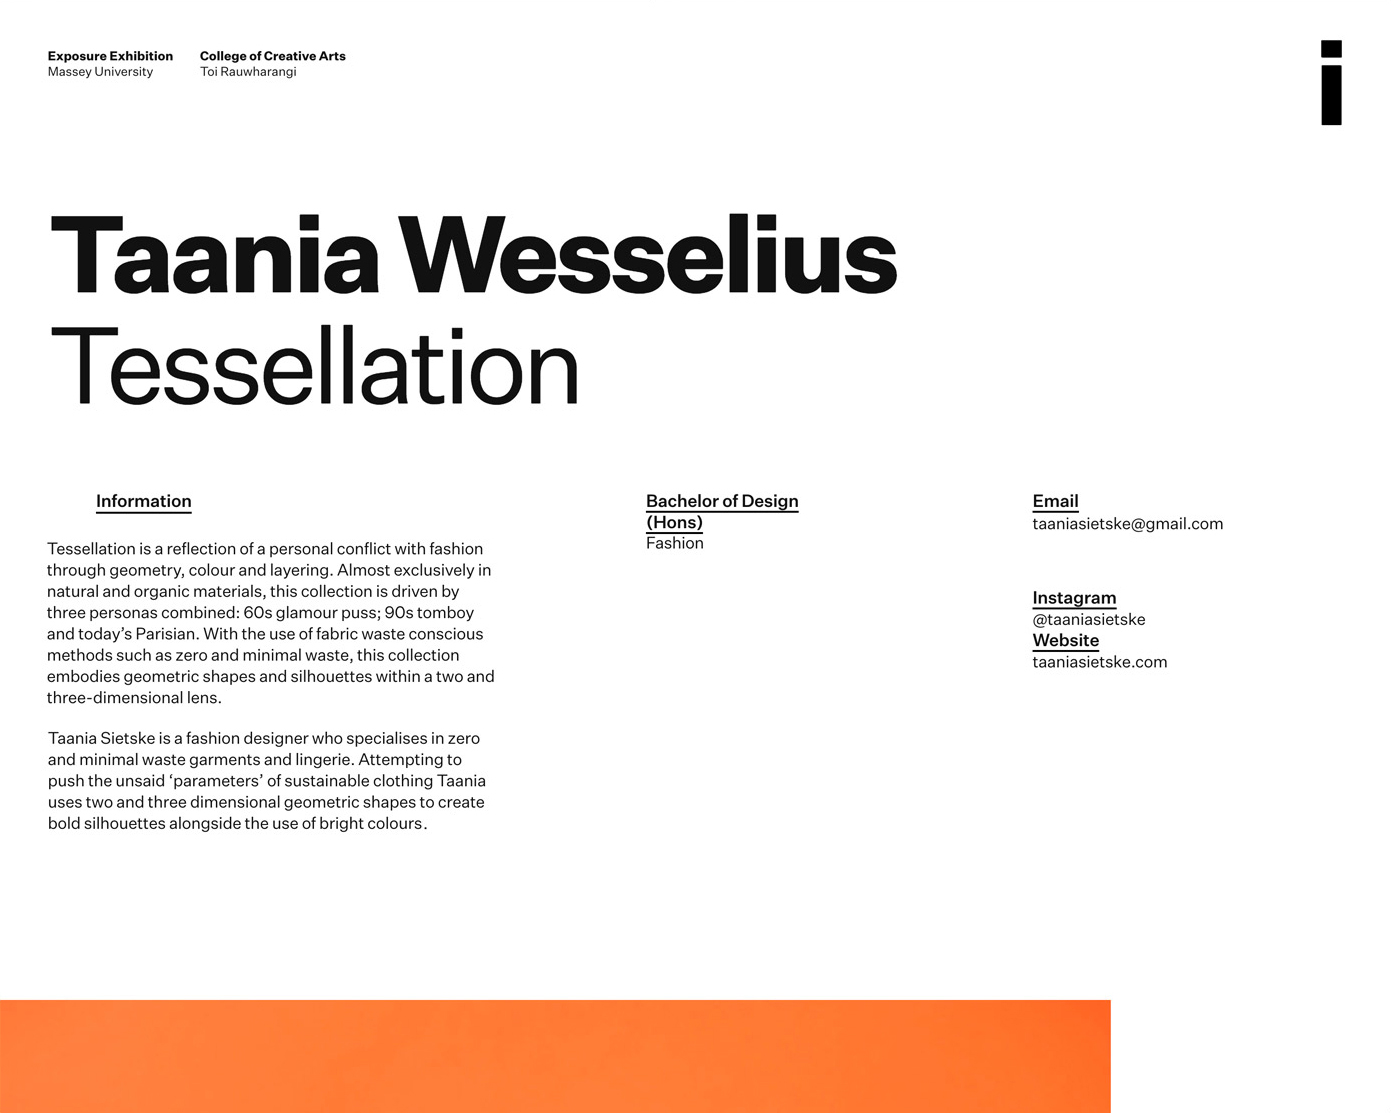 Exposure Exhibition
Massey University
College of Creative Arts
Toi Rauwharangi
i
Taania Wesselius
Tessellation
Information
Tessellation is a reflection of a personal conflict with fashion
through geometry, colour and layering. Almost exclusively in
natural and organic materials, this collection is driven by
three personas combined: 60s glamour puss; 90s tomboy
and today’s Parisian. With the use of fabric waste conscious
methods such as zero and minimal waste, this collection
embodies geometric shapes and silhouettes within a two and
three-dimensional lens.
Taania Sietske is a fashion designer who specialises in zero
and minimal waste garments and lingerie. Attempting to
push the unsaid ‘parameters’ of sustainable clothing Taania
uses two and three dimensional geometric shapes to create
bold silhouettes alongside the use of bright colours.
Bachelor of Design
(Hons)
Fashion
Email
taaniasietske@gmail.com
Instagram
@taaniasietske
Website
taaniasietske.com